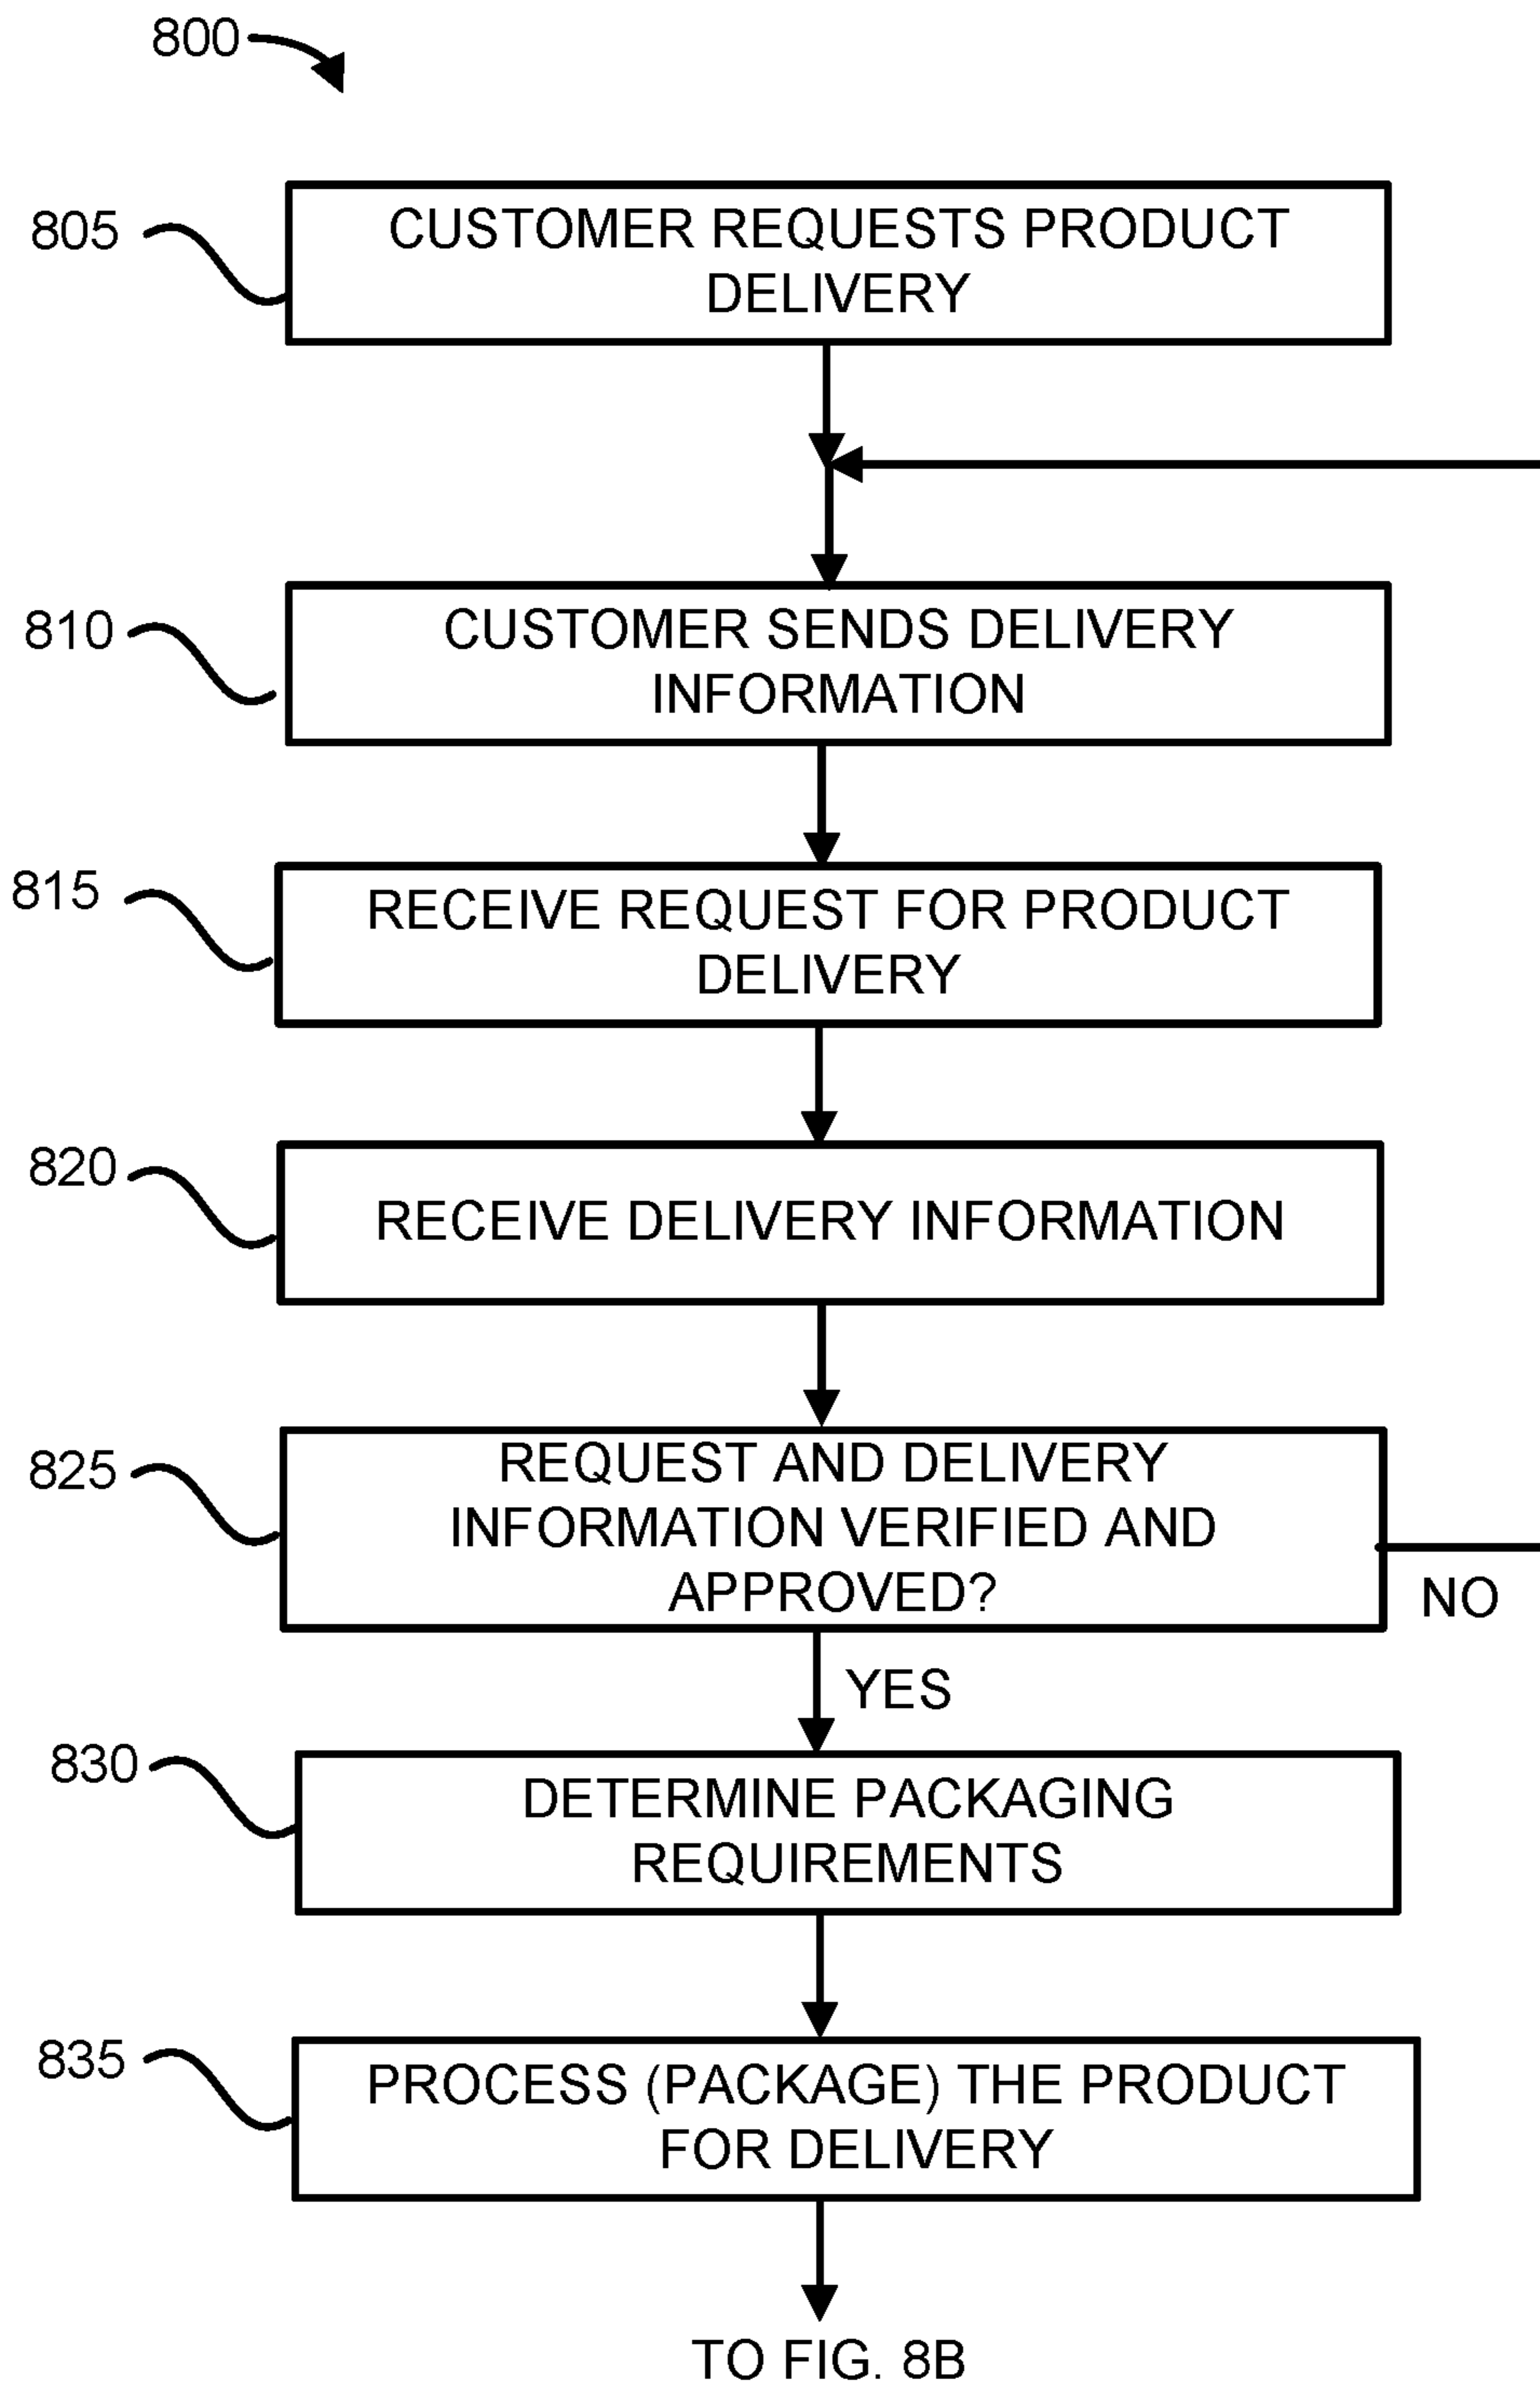 800
805
CUSTOMER REQUESTS PRODUCT
DELIVERY
810
CUSTOMER SENDS DELIVERY
INFORMATION
815
RECEIVE REQUEST FOR PRODUCT
DELIVERY
820
RECEIVE DELIVERY INFORMATION
825
REQUEST AND DELIVERY
INFORMATION VERIFIED AND
APPROVED?
NO
YES
830
DETERMINE PACKAGING
REQUIREMENTS
835
PROCESS (PACKAGE) THE PRODUCT
FOR DELIVERY
TO FIG. 8B